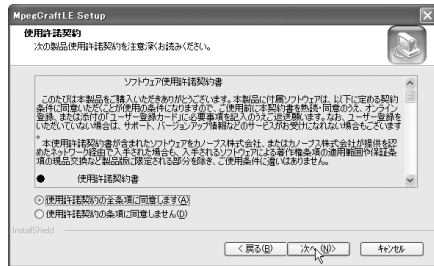 MpegCraftLE Setup
使用許諾契約
次の製品使用許諾契約を注意深くお読みください。
ソフトウェア使用許諾契約書
このたびは本製品をご購入いただきありがとうございます。本製品に付属ソフトウェアは、以下に定める契約
条件に同意いただくことが使用の条件になりますので、ご使用前に本契約書を熟読・同意のうえ、オンライン
登録、または添付の「ユーザー登録カード」に必要事項を記入のうえご返送願います。なお、ユーザー登録を
いただいていない場合は、サポート、バージョンアップ情報などのサービスがお受けになれない場合もございます
本使用許諾契約書が含まれたソフトウェアをカノープス株式会社、またはカノープス株式会社が提供を認
めたネットワーク経由で入手された場合も、入手されるソフトウェアによる著作権条項の適用範囲や保証条
項の現品交換など製品版に限定される部分を除き、ご使用条件に違いはありません。
● 使用許諾契約書
使用許諾契約の全条項に同意します(A)
使用許諾契約の条項に同意しません(D)
InstallShield
< 戻る(B)
次へ(N) >
キャンセル